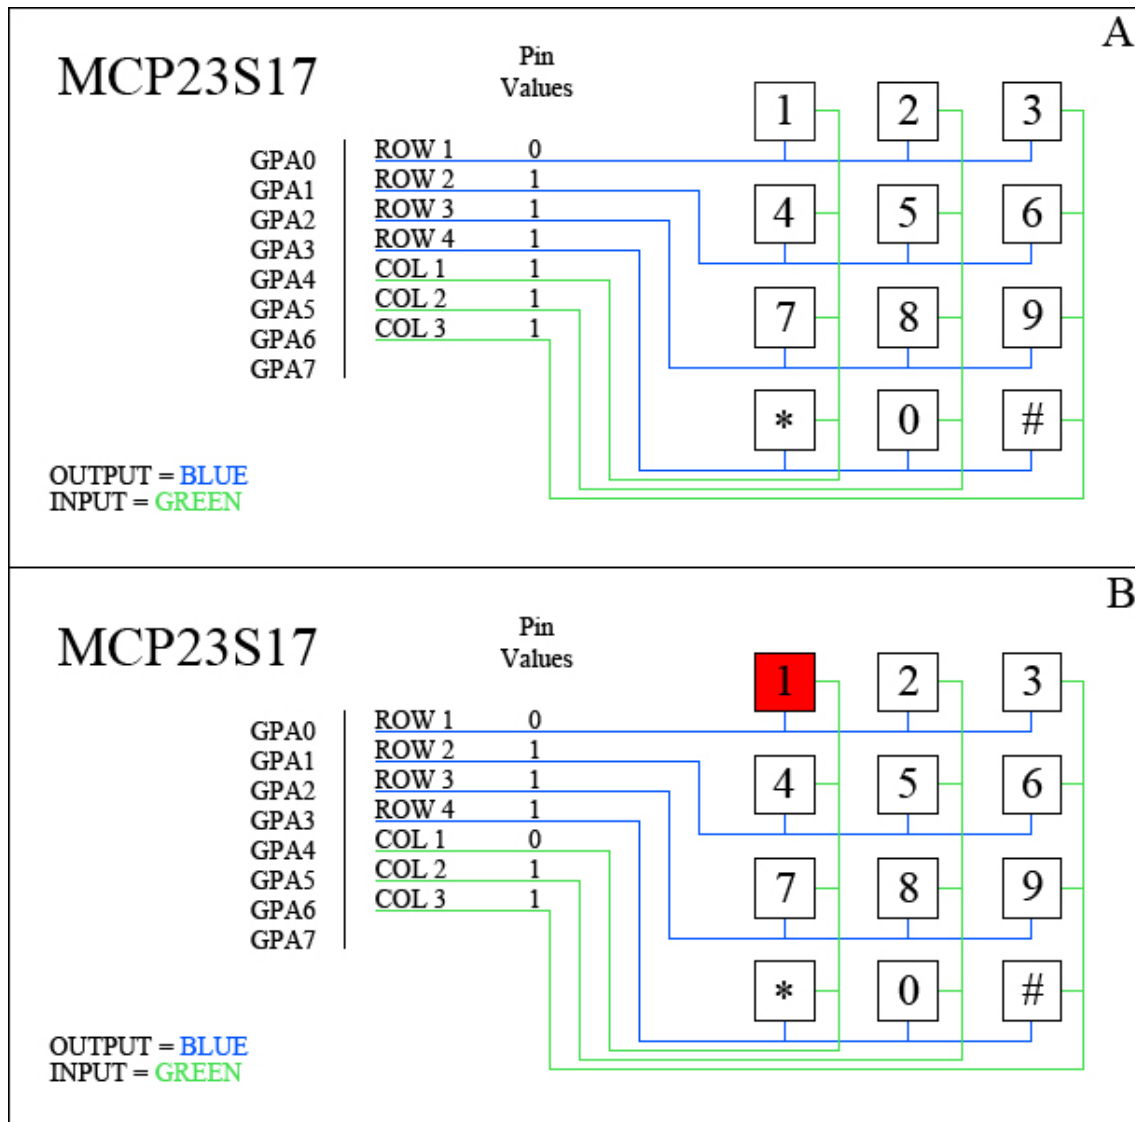 A
MCP23S17
Pin
Values
1 2 3
GPA0 ROW 1 0
GPA1 ROW 2 1
GPA2 ROW 3 1
GPA3 ROW 4 1
GPA4 COL 1 1
GPA5 COL 2 1
GPA6 COL 3 1
GPA7
4 5 6
7 8 9
* 0 #
OUTPUT = BLUE
INPUT = GREEN
B
MCP23S17
Pin
Values
1 2 3
GPA0 ROW 1 0
GPA1 ROW 2 1
GPA2 ROW 3 1
GPA3 ROW 4 1
GPA4 COL 1 0
GPA5 COL 2 1
GPA6 COL 3 1
GPA7
4 5 6
7 8 9
* 0 #
OUTPUT = BLUE
INPUT = GREEN